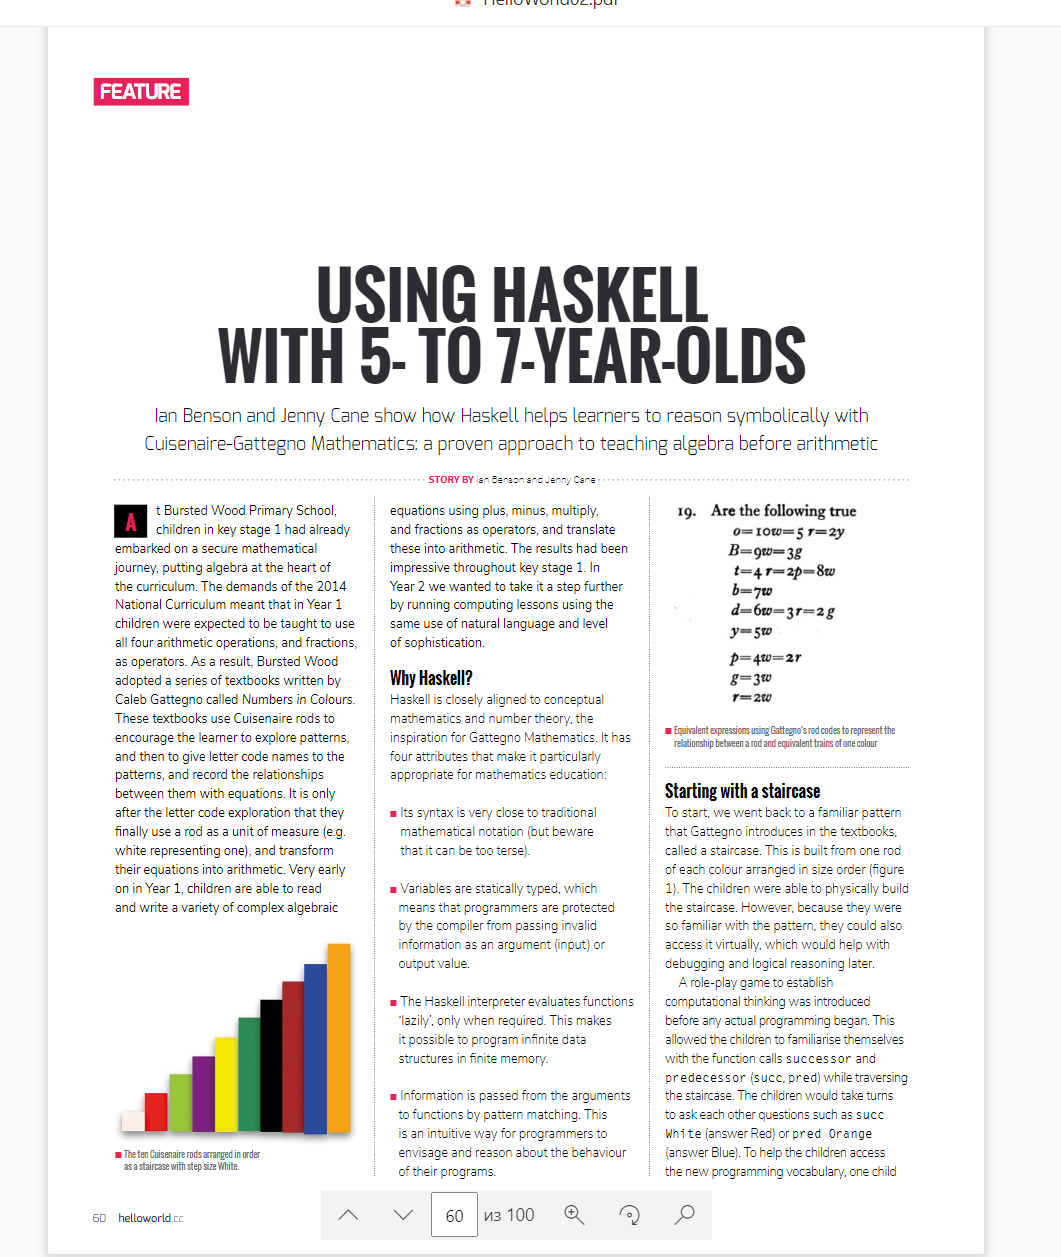 HelloWorld02.pdf
FEATURE
USING HASKELL
WITH 5- TO 7-YEAR-OLDS
Ian Benson and Jenny Cane show how Haskell helps learners to reason symbolically with
Cuisenaire-Gattegno Mathematics: a proven approach to teaching algebra before arithmetic
STORY BY Ian Benson and Jenny Cane
At Bursted Wood Primary School,
children in key stage 1 had already
embarked on a secure mathematical
journey, putting algebra at the heart of
the curriculum. The demands of the 2014
National Curriculum meant that in Year 1
children were expected to be taught to use
all four arithmetic operations, and fractions,
as operators. As a result, Bursted Wood
adopted a series of textbooks written by
Caleb Gattegno called Numbers in Colours.
These textbooks use Cuisenaire rods to
encourage the learner to explore patterns,
and then to give letter code names to the
patterns, and record the relationships
between them with equations. It is only
after the letter code exploration that they
finally use a rod as a unit of measure (e.g.
white representing one), and transform
their equations into arithmetic. Very early
on in Year 1, children are able to read
and write a variety of complex algebraic
■ The ten Cuisenaire rods arranged in order
as a staircase with step size White.
equations using plus, minus, multiply,
and fractions as operators, and translate
these into arithmetic. The results had been
impressive throughout key stage 1. In
Year 2 we wanted to take it a step further
by running computing lessons using the
same use of natural language and level
of sophistication.
Why Haskell?
Haskell is closely aligned to conceptual
mathematics and number theory, the
inspiration for Gattegno Mathematics. It has
four attributes that make it particularly
appropriate for mathematics education:
■ Its syntax is very close to traditional
mathematical notation (but beware
that it can be too terse).
■ Variables are statically typed, which
means that programmers are protected
by the compiler from passing invalid
information as an argument (input) or
output value.
■ The Haskell interpreter evaluates functions
‘lazily’, only when required. This makes
it possible to program infinite data
structures in finite memory.
■ Information is passed from the arguments
to functions by pattern matching. This
is an intuitive way for programmers to
envisage and reason about the behaviour
of their programs.
19. Are the following true
o=10w=5r=2y
B=9w=3g
t=4r=2p=8w
b=7w
d=6w=3r=2g
y=5w
p=4w=2r
g=3w
r=2w
■ Equivalent expressions using Gattegno's rod codes to represent the
relationship between a rod and equivalent trains of one colour
Starting with a staircase
To start, we went back to a familiar pattern
that Gattegno introduces in the textbooks,
called a staircase. This is built from one rod
of each colour arranged in size order (figure
1). The children were able to physically build
the staircase. However, because they were
so familiar with the pattern, they could also
access it virtually, which would help with
debugging and logical reasoning later.
A role-play game to establish
computational thinking was introduced
before any actual programming began. This
allowed the children to familiarise themselves
with the function calls successor and
predecessor (succ, pred) while traversing
the staircase. The children would take turns
to ask each other questions such as succ
White (answer Red) or pred Orange
(answer Blue). To help the children access
the new programming vocabulary, one child
60 helloworld.cc
60 из 100